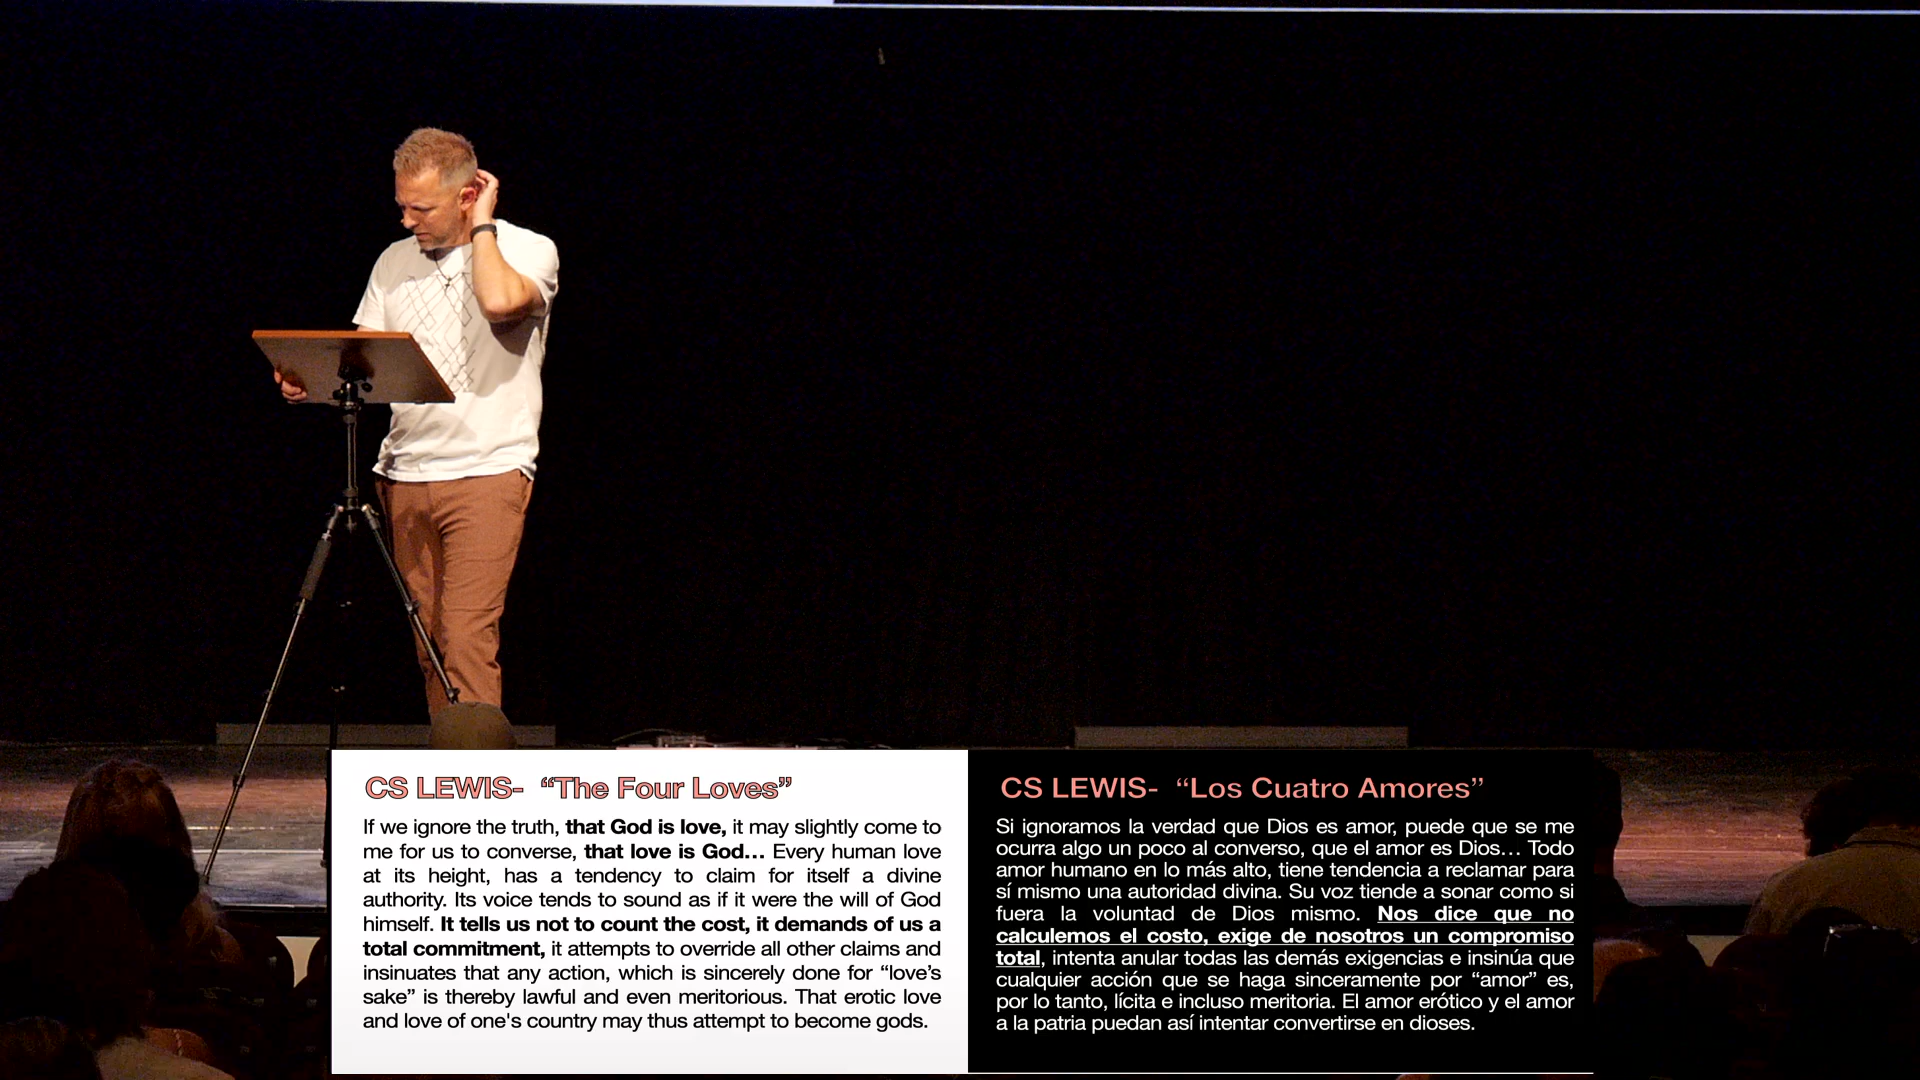 CS LEWIS- “The Four Loves”
If we ignore the truth, that God is love, it may slightly come to
me for us to converse, that love is God… Every human love
at its height, has a tendency to claim for itself a divine
authority. Its voice tends to sound as if it were the will of God
himself. It tells us not to count the cost, it demands of us a
total commitment, it attempts to override all other claims and
insinuates that any action, which is sincerely done for “love’s
sake” is thereby lawful and even meritorious. That erotic love
and love of one's country may thus attempt to become gods.
CS LEWIS- “Los Cuatro Amores”
Si ignoramos la verdad que Dios es amor, puede que se me
ocurra algo un poco al converso, que el amor es Dios… Todo
amor humano en lo más alto, tiene tendencia a reclamar para
sí mismo una autoridad divina. Su voz tiende a sonar como si
fuera la voluntad de Dios mismo. Nos dice que no
calculemos el costo, exige de nosotros un compromiso
total, intenta anular todas las demás exigencias e insinúa que
cualquier acción que se haga sinceramente por “amor” es,
por lo tanto, lícita e incluso meritoria. El amor erótico y el amor
a la patria puedan así intentar convertirse en dioses.